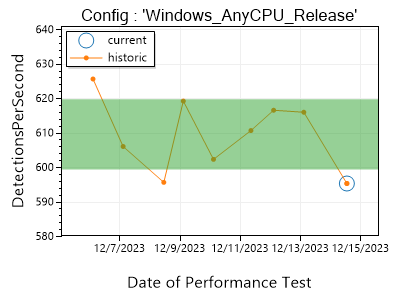 Config : 'Windows_AnyCPU_Release'
640
620
610
600
590
580
DetectionsPerSecond
current
historic
12/7/2023
12/9/2023
12/11/2023
12/13/2023
12/15/2023
Date of Performance Test